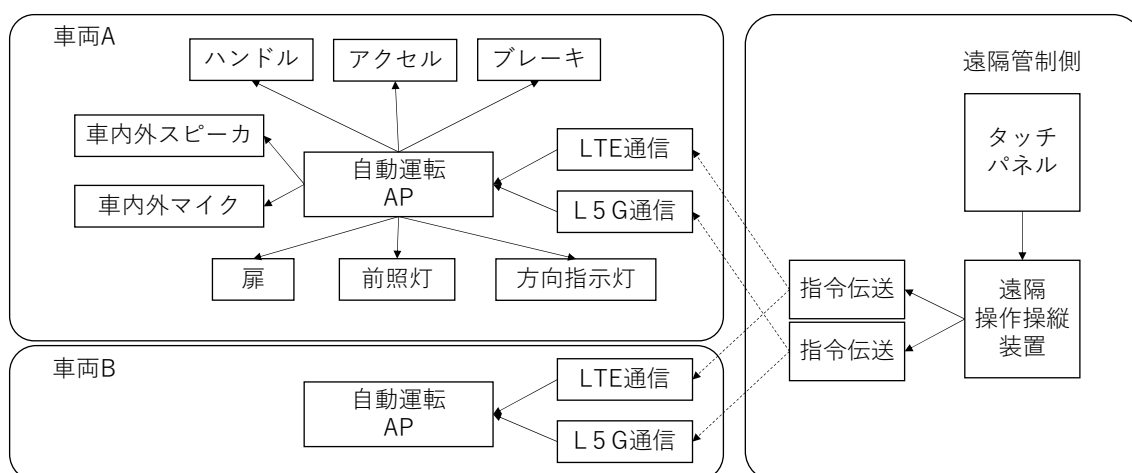 車両A
ハンドル
アクセル
ブレーキ
車内外スピーカ
車内外マイク
自動運転
AP
LTE通信
L５G通信
扉
前照灯
方向指示灯
車両B
自動運転
AP
LTE通信
L５G通信
遠隔管制側
タッチ
パネル
指令伝送
指令伝送
遠隔
操作操縦
装置